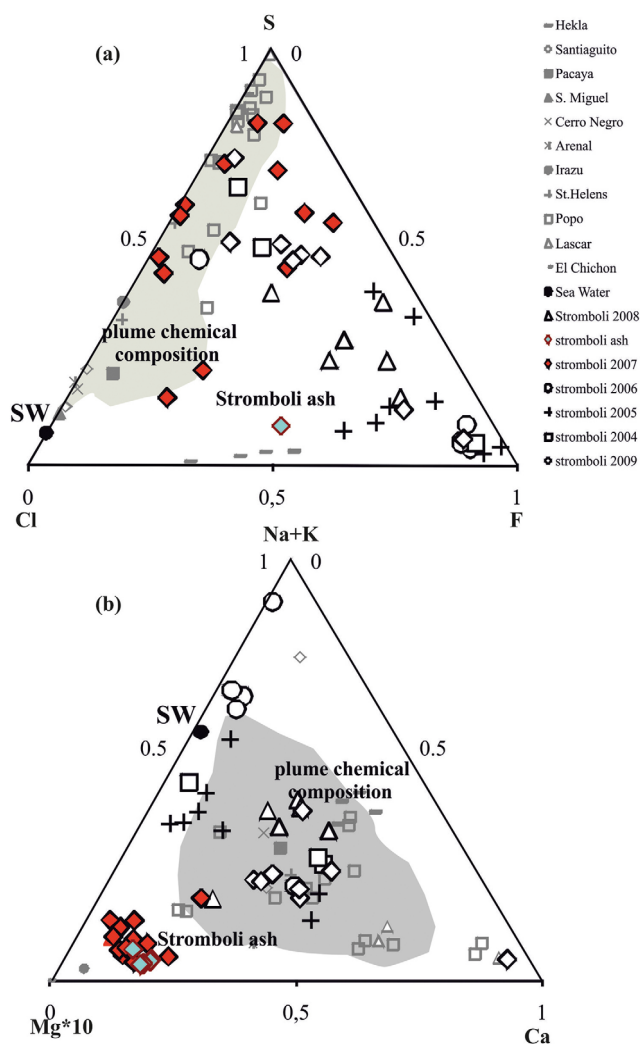 S
1
0
(a)
0.5
0.5
plume chemical
composition
SW
Stromboli ash
0
0,5
1
Cl
F
Hekla
Santiaguito
Pacaya
S. Miguel
Cerro Negro
Arenal
Irazu
St.Helens
Popo
Lascar
El Chichon
Sea Water
Stromboli 2008
stromboli ash
stromboli 2007
stromboli 2006
stromboli 2005
stromboli 2004
stromboli 2009
Na+K
1
0
(b)
SW
0.5
0.5
plume chemical
composition
Stromboli ash
0
0,5
1
Mg*10
Ca